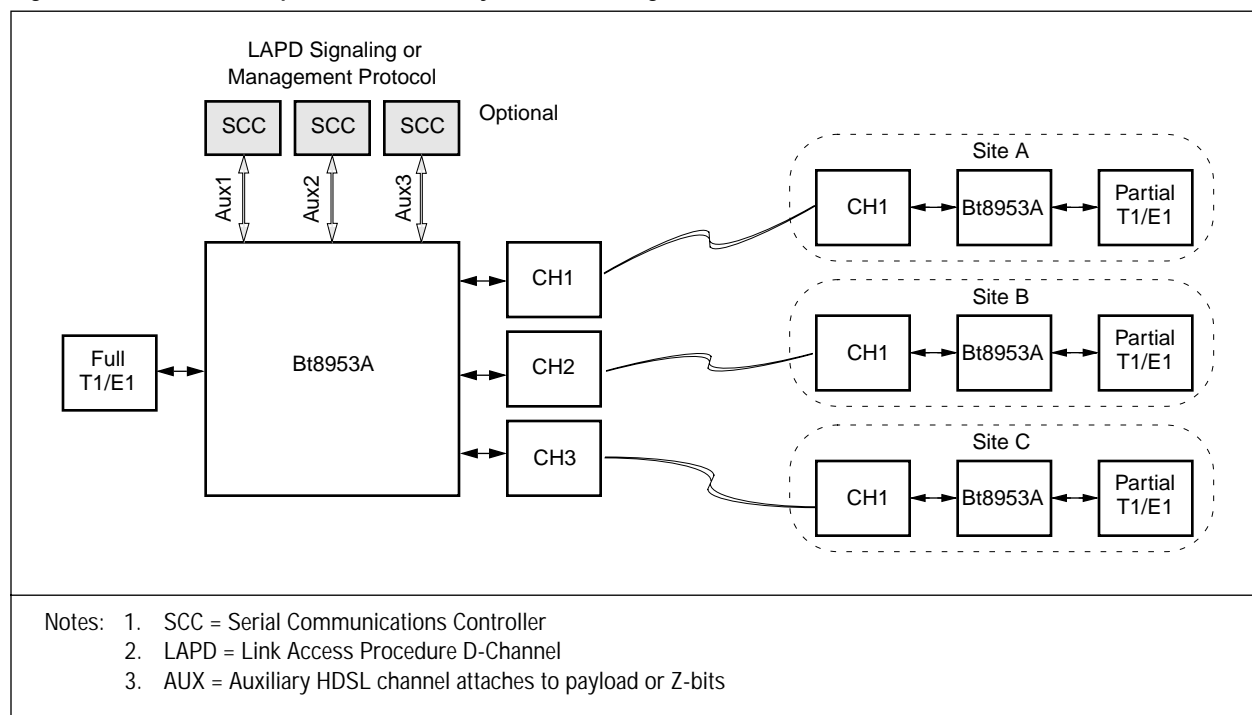 LAPD Signaling or
Management Protocol
SCC SCC SCC Optional
Aux1 Aux2 Aux3
Full
T1/E1
Bt8953A
CH1
CH2
CH3
Site A
CH1 Bt8953A Partial
T1/E1
Site B
CH1 Bt8953A Partial
T1/E1
Site C
CH1 Bt8953A Partial
T1/E1
Notes: 1. SCC = Serial Communications Controller
2. LAPD = Link Access Procedure D-Channel
3. AUX = Auxiliary HDSL channel attaches to payload or Z-bits